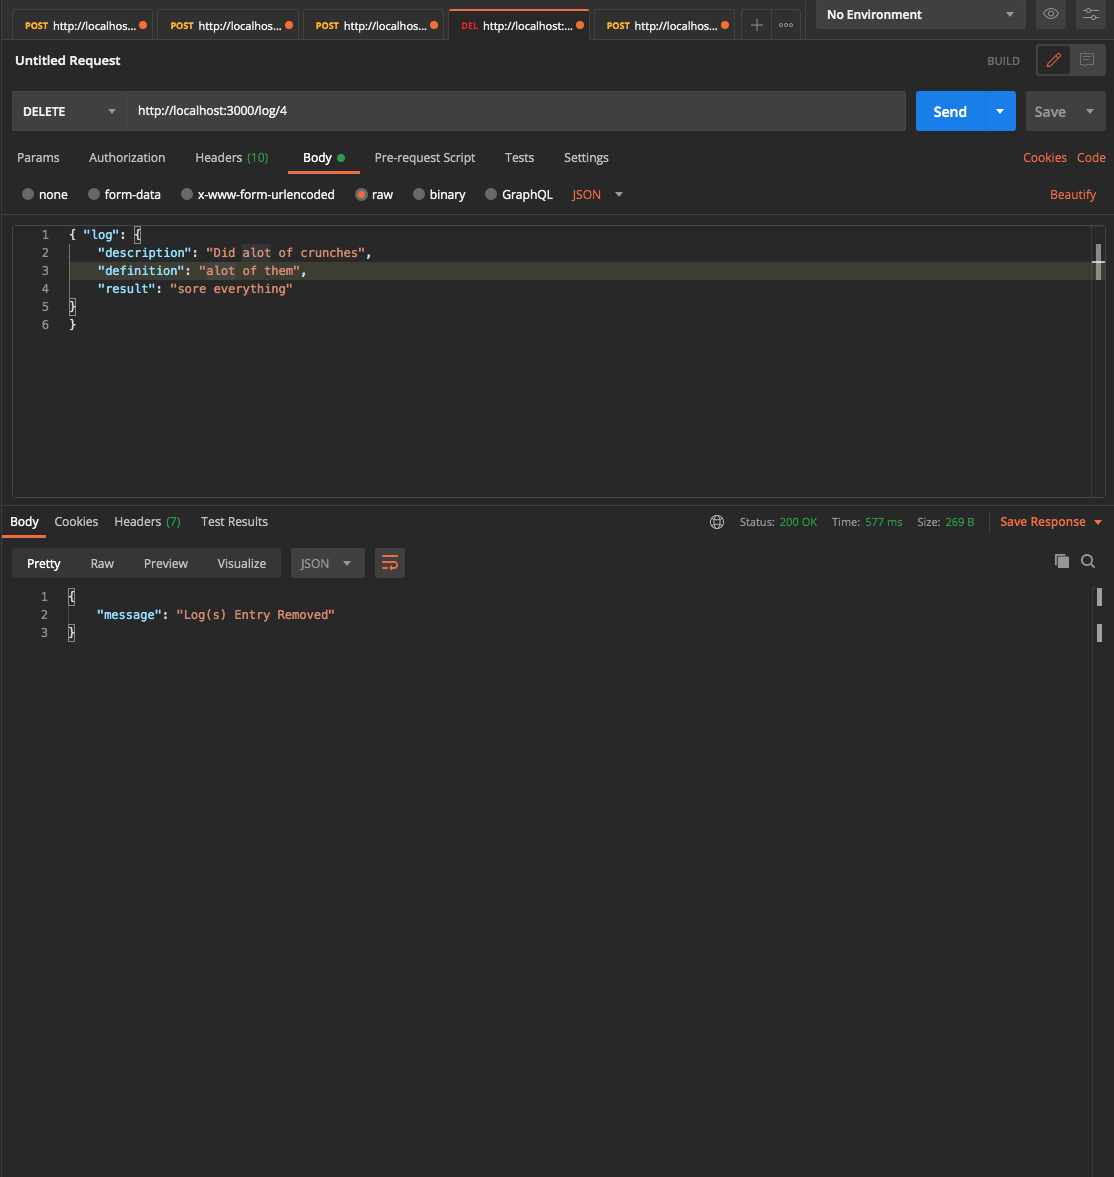 POST http://localhos... POST http://localhos... POST http://localhos... DEL http://localhost:... POST http://localhos... No Environment
Untitled Request BUILD
DELETE http://localhost:3000/log/4 Send Save
Params Authorization Headers (10) Body Pre-request Script Tests Settings Cookies Code
none form-data x-www-form-urlencoded raw binary GraphQL JSON Beautify
1 { "log": {
2 "description": "Did alot of crunches",
3 "definition": "alot of them",
4 "result": "sore everything"
5 }
6 }
Body Cookies Headers (7) Test Results Status: 200 OK Time: 577 ms Size: 269 B Save Response
Pretty Raw Preview Visualize JSON
1 {
2 "message": "Log(s) Entry Removed"
3 }